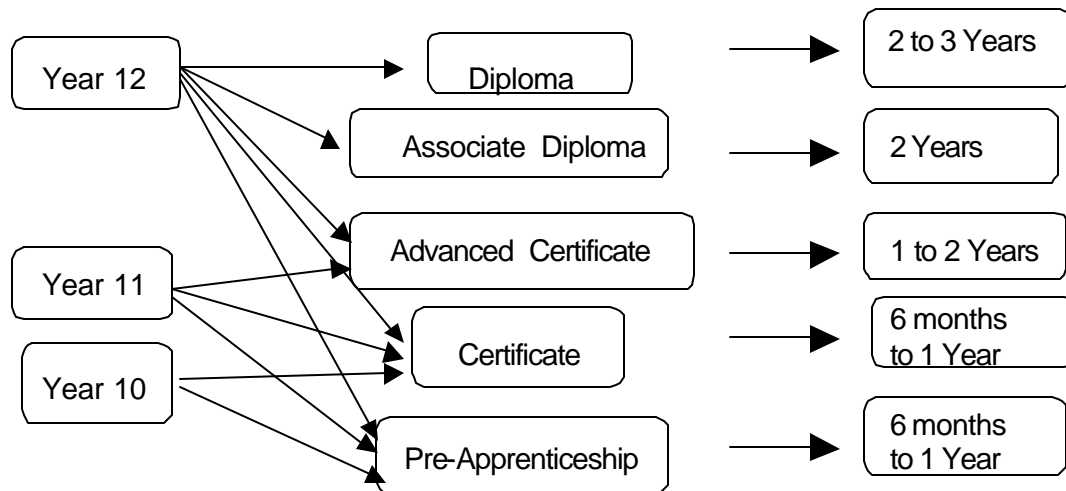 Year 12
Diploma
2 to 3 Years
Associate Diploma
2 Years
Year 11
Advanced Certificate
1 to 2 Years
Year 10
Certificate
6 months
to 1 Year
Pre-Apprenticeship
6 months
to 1 Year